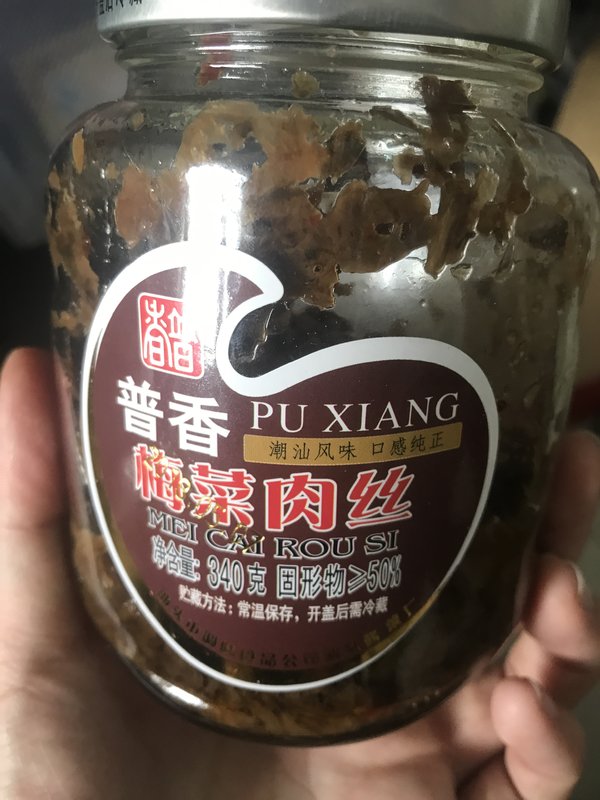 普香
普香
PU XIANG
潮汕风味 口感纯正
梅菜肉丝
MEI CAI ROU SI
净含量: 340克 固形物≥50%
贮藏方法：常温保存，开盖后需冷藏